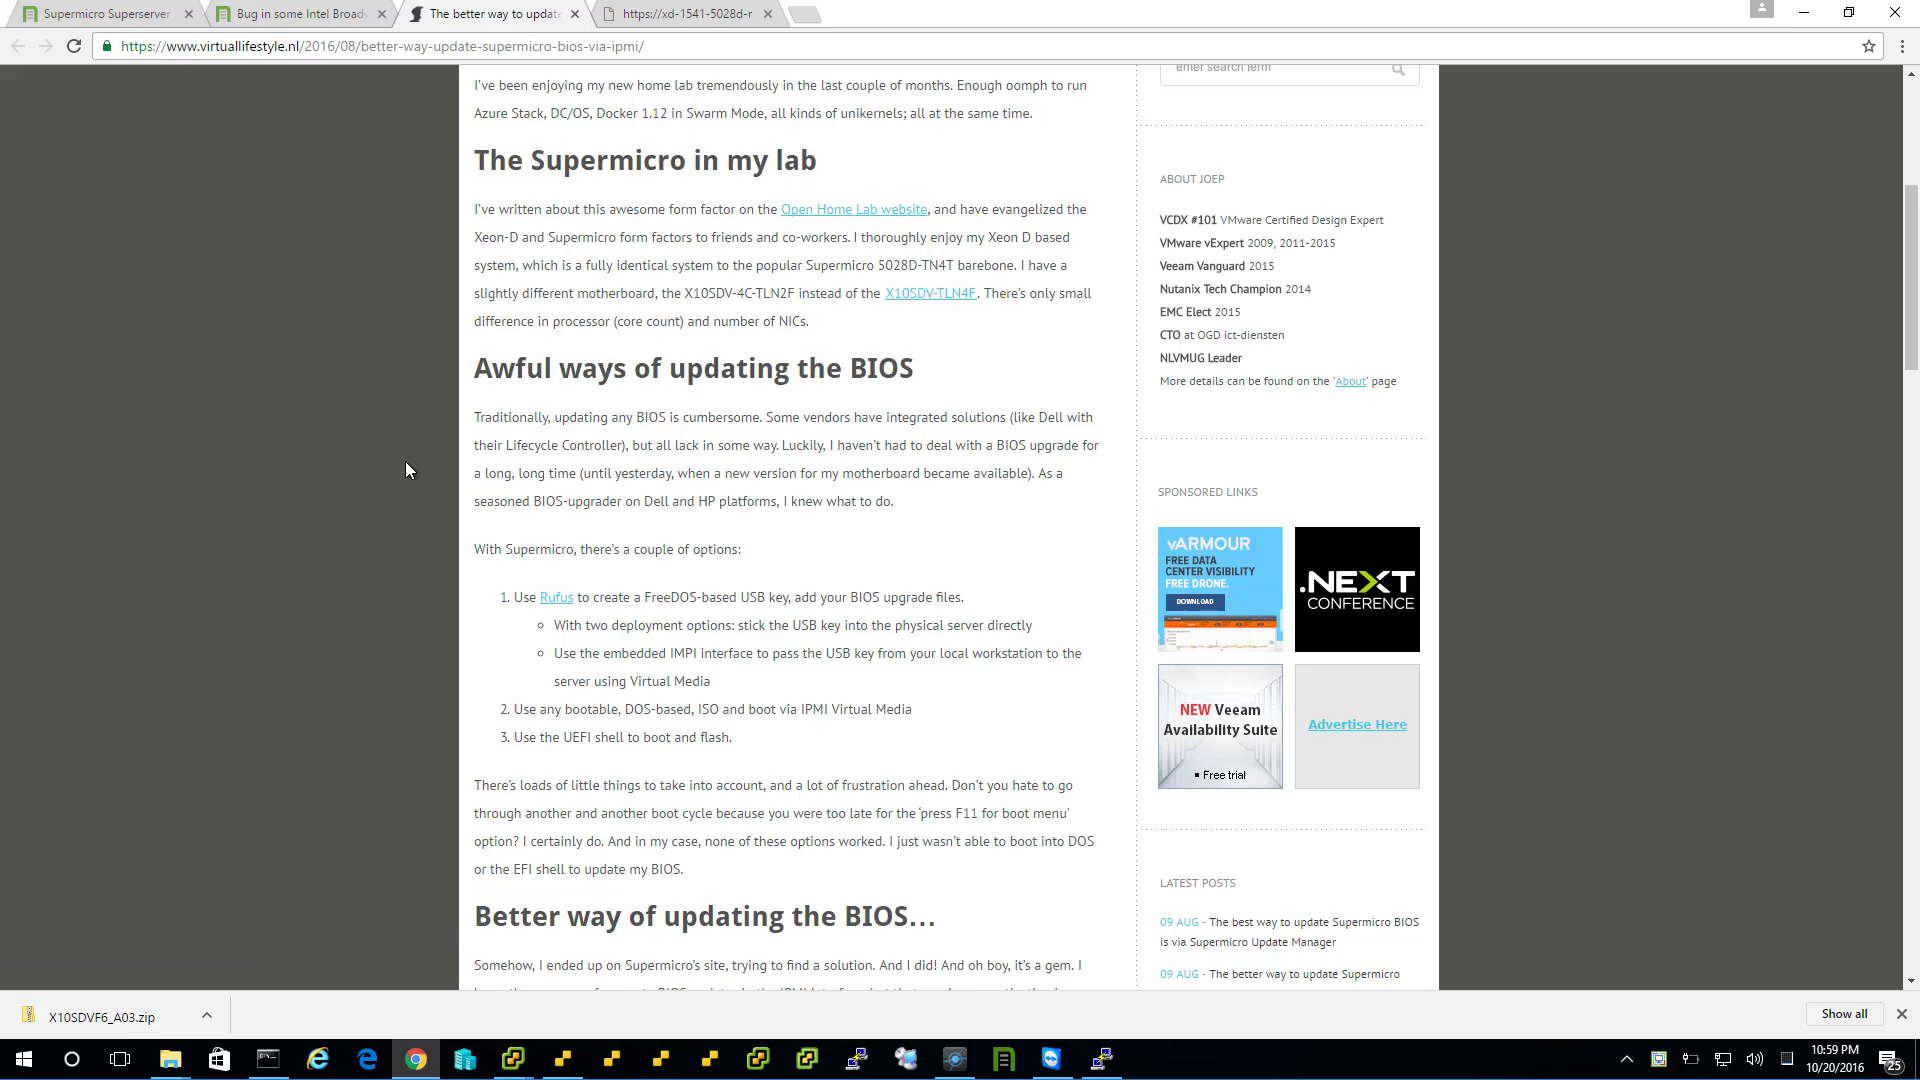 Supermicro Superserver
Bug in some Intel Broadw
The better way to update
https://xd-1541-5028d-r
https://www.virtuallifestyle.nl/2016/08/better-way-update-supermicro-bios-via-ipmi/
I've been enjoying my new home lab tremendously in the last couple of months. Enough oomph to run
Azure Stack, DC/OS, Docker 1.12 in Swarm Mode, all kinds of unikernels; all at the same time.
The Supermicro in my lab
I've written about this awesome form factor on the Open Home Lab website, and have evangelized the
Xeon-D and Supermicro form factors to friends and co-workers. I thoroughly enjoy my Xeon D based
system, which is a fully identical system to the popular Supermicro 5028D-TN4T barebone. I have a
slightly different motherboard, the X10SDV-4C-TLN2F instead of the X10SDV-TLN4F. There's only small
difference in processor (core count) and number of NICs.
Awful ways of updating the BIOS
Traditionally, updating any BIOS is cumbersome. Some vendors have integrated solutions (like Dell with
their Lifecycle Controller), but all lack in some way. Luckily, I haven't had to deal with a BIOS upgrade for
a long, long time (until yesterday, when a new version for my motherboard became available). As a
seasoned BIOS-upgrader on Dell and HP platforms, I knew what to do.
With Supermicro, there's a couple of options:
1. Use Rufus to create a FreeDOS-based USB key, add your BIOS upgrade files.
With two deployment options: stick the USB key into the physical server directly
Use the embedded IMPI interface to pass the USB key from your local workstation to the
server using Virtual Media
2. Use any bootable, DOS-based, ISO and boot via IPMI Virtual Media
3. Use the UEFI shell to boot and flash.
There's loads of little things to take into account, and a lot of frustration ahead. Don't you hate to go
through another and another boot cycle because you were too late for the 'press F11 for boot menu'
option? I certainly do. And in my case, none of these options worked. I just wasn't able to boot into DOS
or the EFI shell to update my BIOS.
Better way of updating the BIOS...
Somehow, I ended up on Supermicro's site, trying to find a solution. And I did! And oh boy, it's a gem. I
enter search term
ABOUT JOEP
VCDX #101 VMware Certified Design Expert
VMware vExpert 2009, 2011-2015
Veeam Vanguard 2015
Nutanix Tech Champion 2014
EMC Elect 2015
CTO at OGD ict-diensten
NLVMUG Leader
More details can be found on the 'About' page
SPONSORED LINKS
vARMOUR
FREE DATA
CENTER VISIBILITY
FREE DRONE.
DOWNLOAD
.NEXT
CONFERENCE
NEW Veeam
Availability Suite
Free trial
Advertise Here
LATEST POSTS
09 AUG - The best way to update Supermicro BIOS
is via Supermicro Update Manager
09 AUG - The better way to update Supermicro
X10SDVF6_A03.zip
Show all
10:59 PM
10/20/2016
25